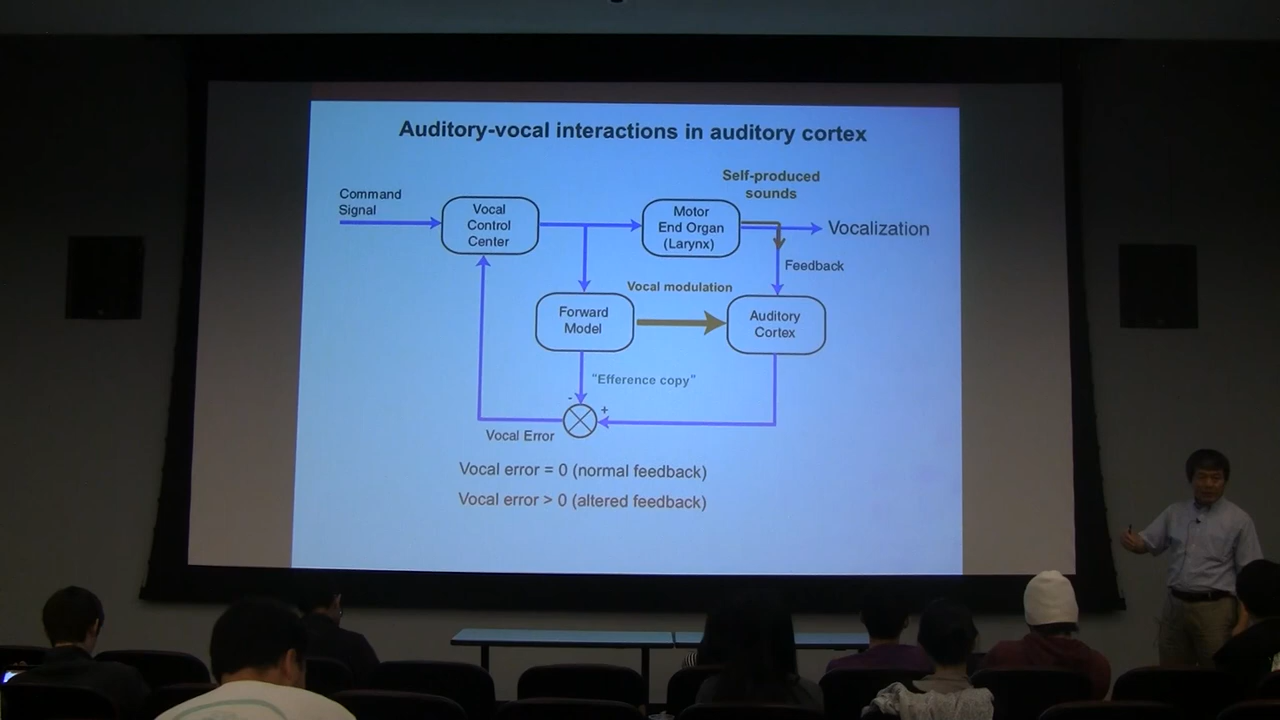 Auditory-vocal interactions in auditory cortex
Self-produced
sounds
Command
Signal
Vocal
Control
Center
Motor
End Organ
(Larynx)
Vocalization
Feedback
Vocal modulation
Forward
Model
Auditory
Cortex
"Efference copy"
-
+
Vocal Error
Vocal error = 0 (normal feedback)
Vocal error > 0 (altered feedback)